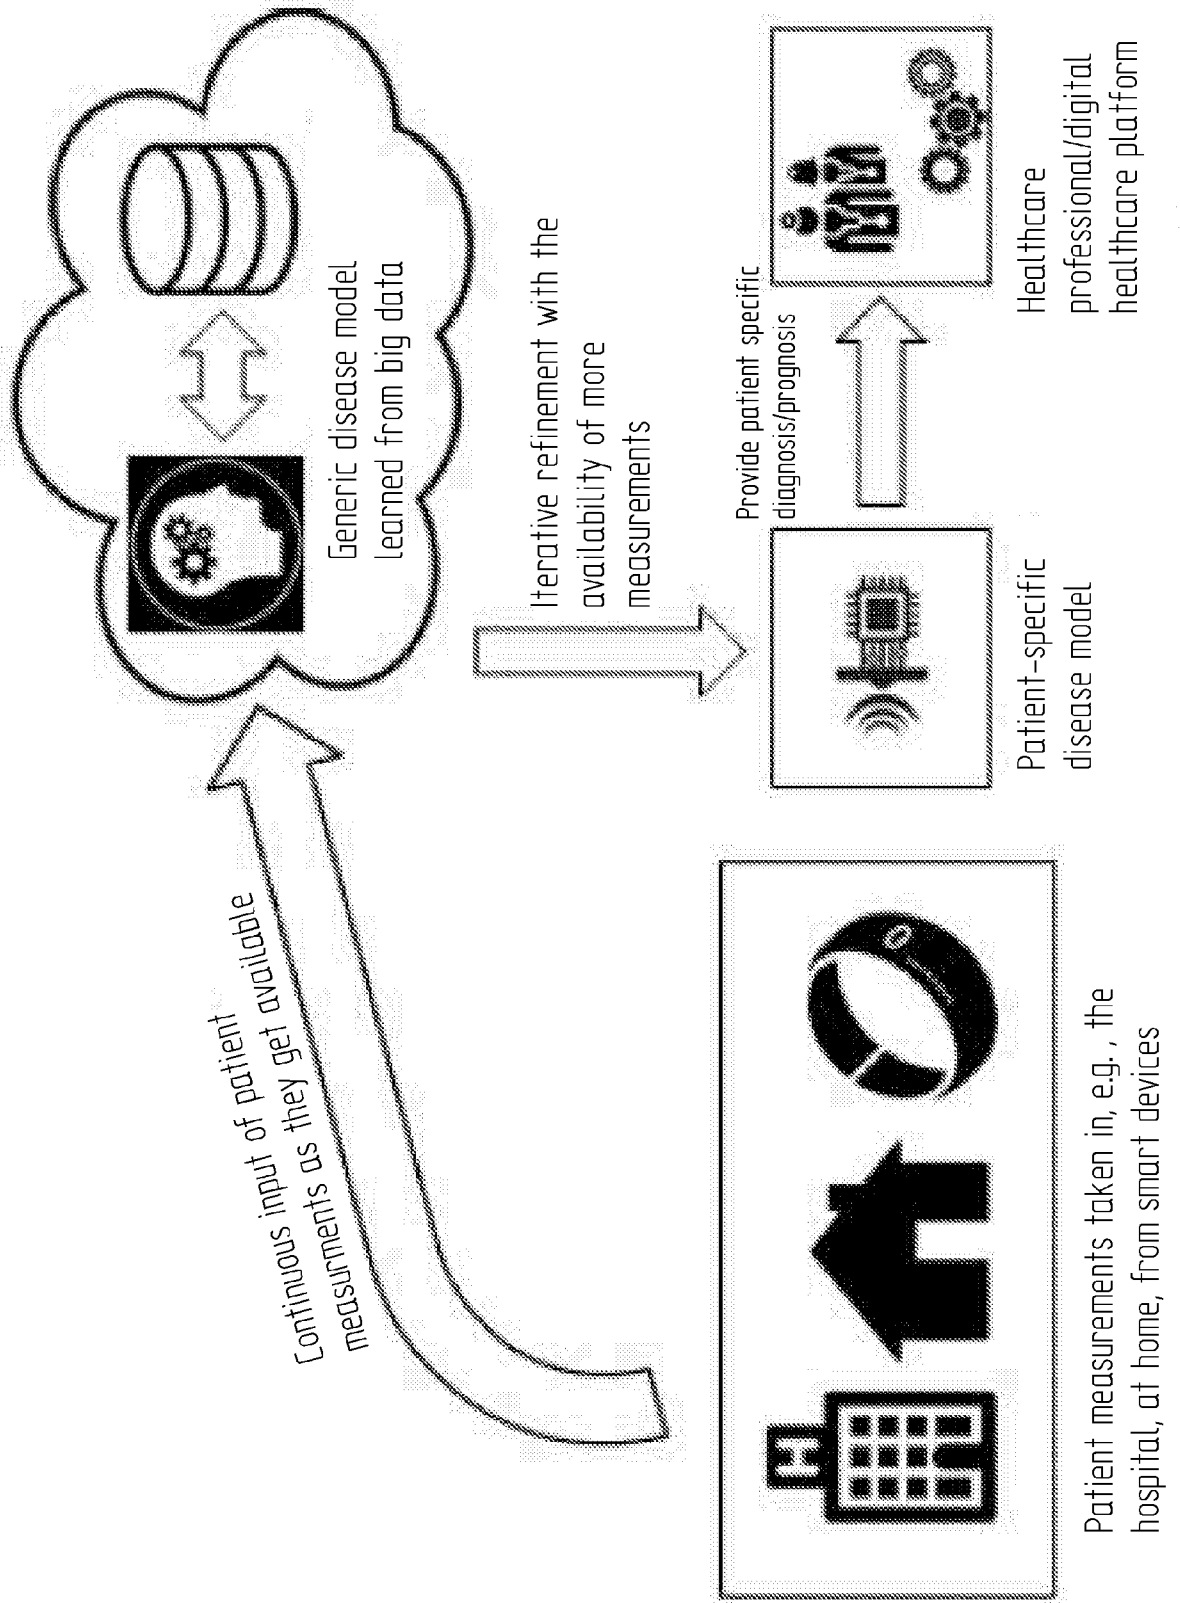 Continuous input of patient
measurments as they get available
Generic disease model
learned from big data
Iterative refinement with the
availability of more
measurements
Provide patient specific
diagnosis/prognosis
H
Patient measurements taken in, e.g. , the
hospital, at home, from smart devices
Patient-specific
disease model
Healthcare
professional/digital
healthcare platform